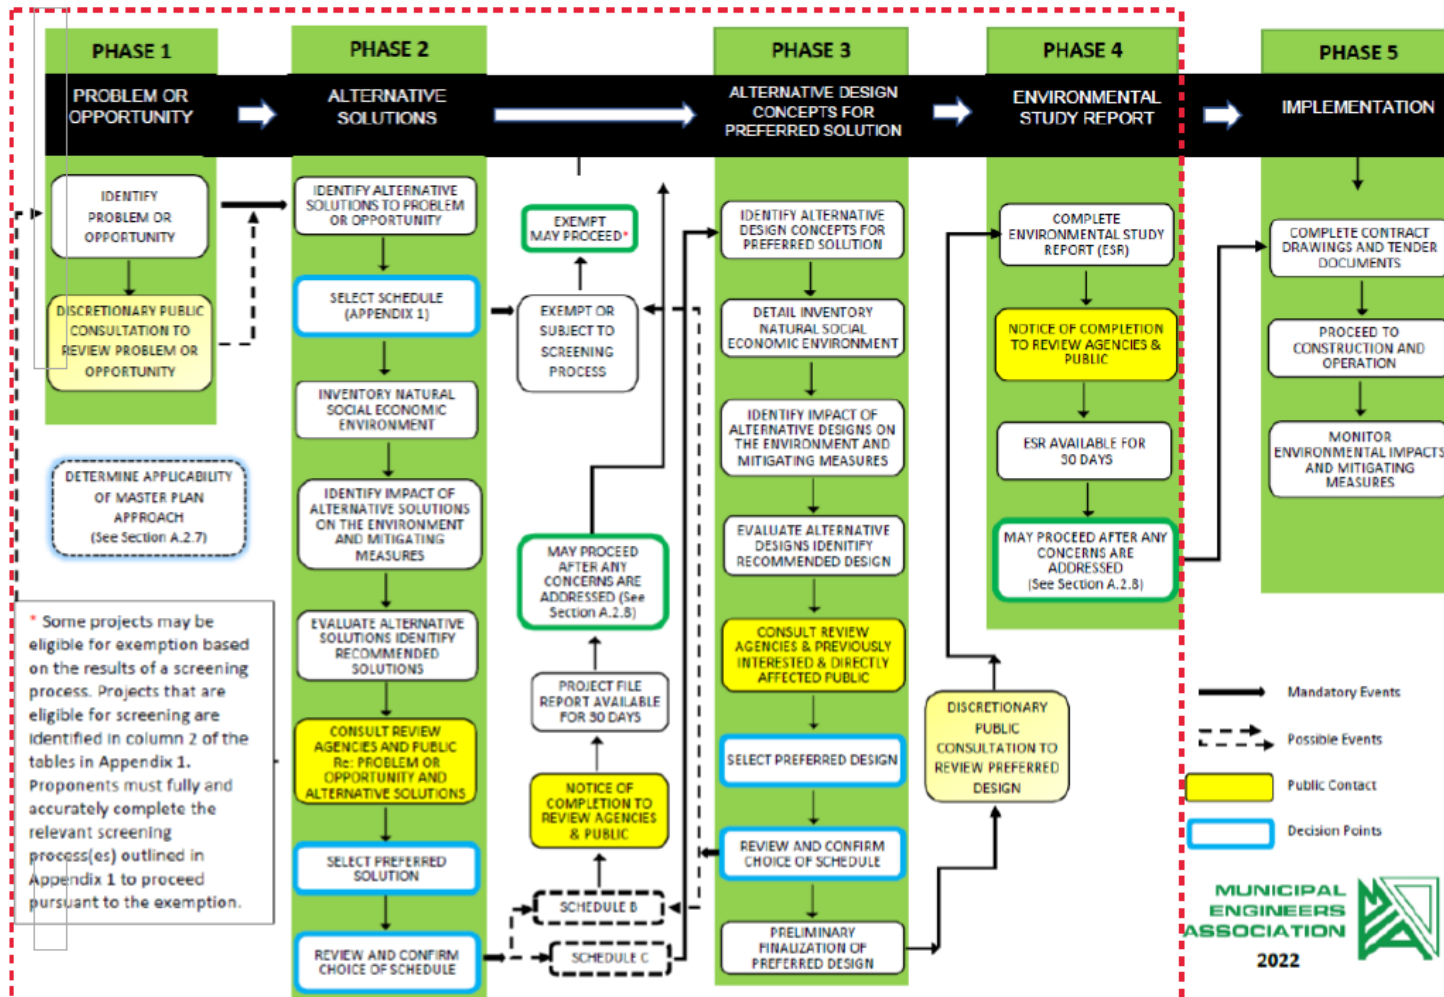 PHASE 1
PROBLEM OR
OPPORTUNITY
IDENTIFY
PROBLEM OR
OPPORTUNITY
DISCRETIONARY PUBLIC
CONSULTATION TO
REVIEW PROBLEM OR
OPPORTUNITY
DETERMINE APPLICABILITY
OF MASTER PLAN
APPROACH
(See Section A.2.7)
* Some projects may be
eligible for exemption based
on the results of a screening
process. Projects that are
eligible for screening are
identified in column 2 of the
tables in Appendix 1.
Proponents must fully and
accurately complete the
relevant screening
process(es) outlined in
Appendix 1 to proceed
pursuant to the exemption.
PHASE 2
ALTERNATIVE
SOLUTIONS
IDENTIFY ALTERNATIVE
SOLUTIONS TO PROBLEM
OR OPPORTUNITY
SELECT SCHEDULE
(APPENDIX 1)
INVENTORY NATURAL
SOCIAL ECONOMIC
ENVIRONMENT
IDENTIFY IMPACT OF
ALTERNATIVE SOLUTIONS
ON THE ENVIRONMENT
AND MITIGATING
MEASURES
EVALUATE ALTERNATIVE
SOLUTIONS IDENTIFY
RECOMMENDED
SOLUTIONS
CONSULT REVIEW
AGENCIES AND PUBLIC
Re: PROBLEM OR
OPPORTUNITY AND
ALTERNATIVE SOLUTIONS
SELECT PREFERRED
SOLUTION
REVIEW AND CONFIRM
CHOICE OF SCHEDULE
EXEMPT
MAY PROCEED*
EXEMPT OR
SUBJECT TO
SCREENING
PROCESS
MAY PROCEED
AFTER ANY
CONCERNS ARE
ADDRESSED (See
Section A.2.8)
PROJECT FILE
REPORT AVAILABLE
FOR 30 DAYS
NOTICE OF
COMPLETION TO
REVIEW AGENCIES
& PUBLIC
SCHEDULE B
SCHEDULE C
PHASE 3
ALTERNATIVE DESIGN
CONCEPTS FOR
PREFERRED SOLUTION
IDENTIFY ALTERNATIVE
DESIGN CONCEPTS FOR
PREFERRED SOLUTION
DETAIL INVENTORY
NATURAL SOCIAL
ECONOMIC ENVIRONMENT
IDENTIFY IMPACT OF
ALTERNATIVE DESIGNS ON
THE ENVIRONMENT AND
MITIGATING MEASURES
EVALUATE ALTERNATIVE
DESIGNS IDENTITIFY
RECOMMENDED DESIGN
CONSULT REVIEW
AGENCIES & PREVIOUSLY
INTERESTED & DIRECTLY
AFFECTED PUBLIC
SELECT PREFERRED DESIGN
REVIEW AND CONFIRM
CHOICE OF SCHEDULE
PRELIMINARY
FINALIZATION OF
PREFERRED DESIGN
DISCRETIONARY
PUBLIC
CONSULTATION TO
REVIEW PREFERRED
DESIGN
PHASE 4
ENVIRONMENTAL
STUDY REPORT
COMPLETE
ENVIRONMENTAL STUDY
REPORT (ESR)
NOTICE OF COMPLETION
TO REVIEW AGENCIES &
PUBLIC
ESR AVAILABLE FOR
30 DAYS
MAY PROCEED AFTER ANY
CONCERNS ARE
ADDRESSED
(See Section A.2.8)
PHASE 5
IMPLEMENTATION
COMPLETE CONTRACT
DRAWINGS AND TENDER
DOCUMENTS
PROCEED TO
CONSTRUCTION AND
OPERATION
MONITOR
ENVIRONMENTAL IMPACTS
AND MITIGATING
MEASURES
Mandatory Events
Possible Events
Public Contact
Decision Points
MUNICIPAL
ENGINEERS
ASSOCIATION
2022